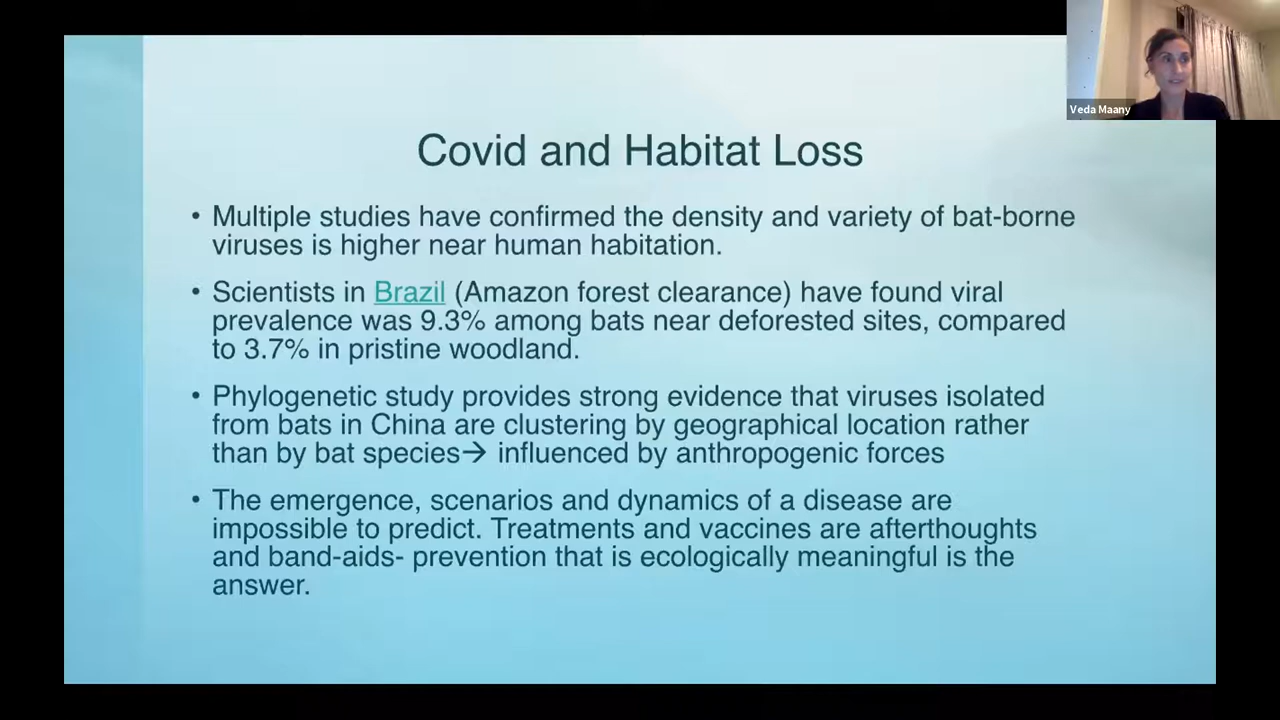 Veda Maany
Covid and Habitat Loss
• Multiple studies have confirmed the density and variety of bat-borne
viruses is higher near human habitation.
• Scientists in Brazil (Amazon forest clearance) have found viral
prevalence was 9.3% among bats near deforested sites, compared
to 3.7% in pristine woodland.
• Phylogenetic study provides strong evidence that viruses isolated
from bats in China are clustering by geographical location rather
than by bat species→ influenced by anthropogenic forces
• The emergence, scenarios and dynamics of a disease are
impossible to predict. Treatments and vaccines are afterthoughts
and band-aids- prevention that is ecologically meaningful is the
answer.